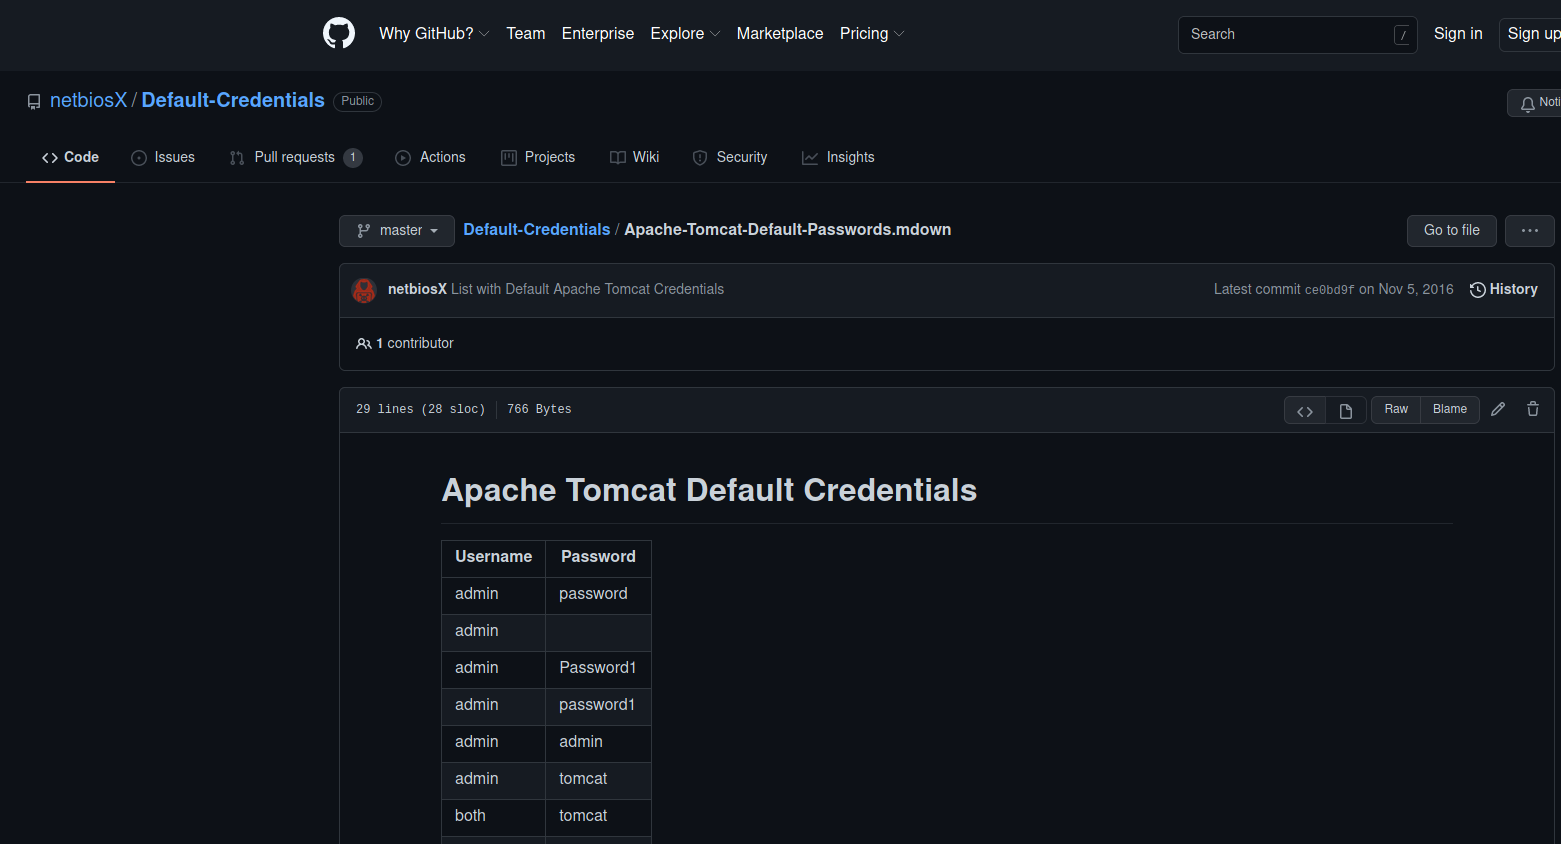 Why GitHub? Team Enterprise Explore Marketplace Pricing Search / Sign in Sign up
netbiosX / Default-Credentials Public Noti
Code Issues Pull requests 1 Actions Projects Wiki Security Insights
master Default-Credentials / Apache-Tomcat-Default-Passwords.mdown Go to file ...
netbiosX List with Default Apache Tomcat Credentials Latest commit ce0bd9f on Nov 5, 2016 History
1 contributor
29 lines (28 sloc) 766 Bytes Raw Blame
Apache Tomcat Default Credentials
Username Password
admin password
admin
admin Password1
admin password1
admin admin
admin tomcat
both tomcat